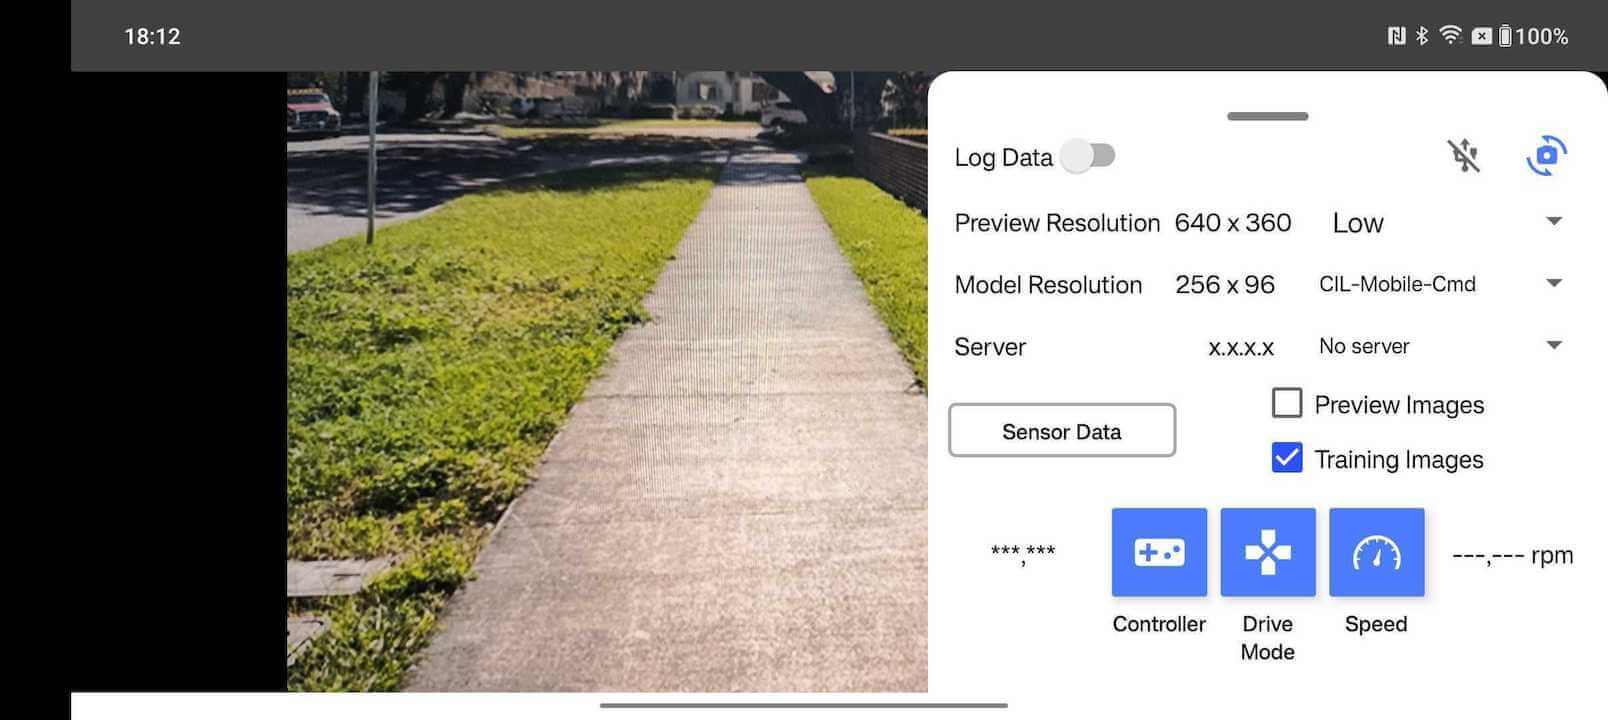 18:12
100%
Log Data
Preview Resolution 640 x 360 Low
Model Resolution 256 x 96 CIL-Mobile-Cmd
Server x.x.x.x No server
Preview Images
Sensor Data
Training Images
***,*** ---,--- rpm
Controller Drive Mode Speed